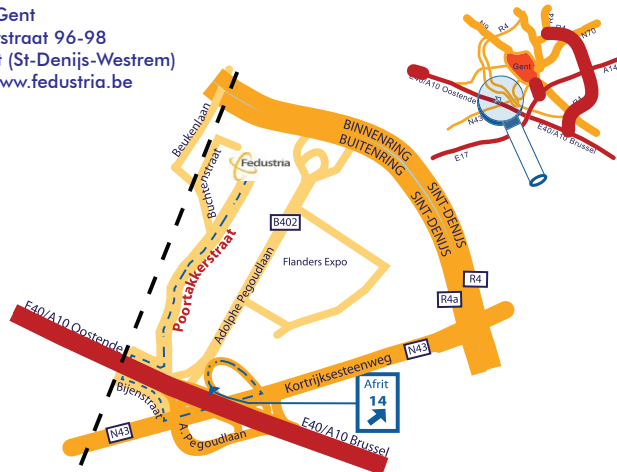 Gent
rstraat 96-98
t (St-Denijs-Westrem)
www.fedustria.be
N9
R4
R4
N70
Gent
A14
E40/A10 Oostende
N43
E40/A10 Brussel
E17
Beukenlaan
Buchtenstraat
Fedustria
BINNENRING
BUITENRING
SINT-DENIJS
SINT-DENIJS
B402
Flanders Expo
Poortakkerstraat
Adolphe Pegoudlaan
R4
R4a
E40/A10 Oostende
N43
Kortrijksesteenweg
Afrit
14
Bijenstraat
N43
A. Pegoudlaan
E40/A10 Brussel